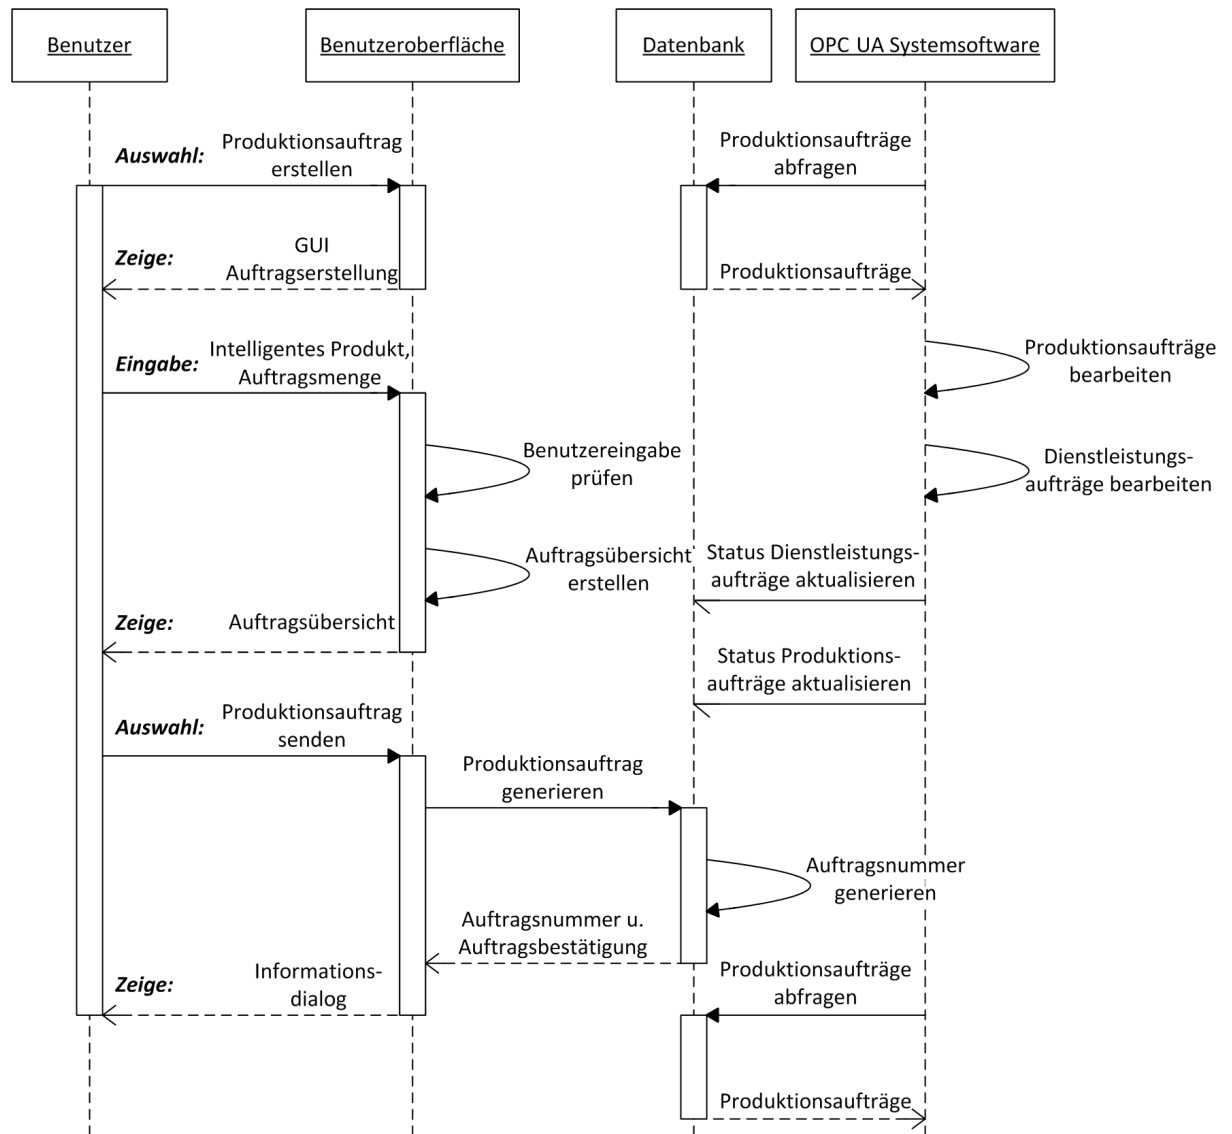 Benutzer
Benutzeroberfläche
Datenbank
OPC UA Systemsoftware
Auswahl:
Produktionsauftrag
erstellen
Produktionsaufträge
abfragen
Zeige:
GUI
Auftragserstellung
Produktionsaufträge
Eingabe:
Intelligentes Produkt,
Auftragsmenge
Produktionsaufträge
bearbeiten
Benutzereingabe
prüfen
Dienstleistungs-
aufträge bearbeiten
Auftragsübersicht
erstellen
Status Dienstleistungs-
aufträge aktualisieren
Zeige:
Auftragsübersicht
Status Produktions-
aufträge aktualisieren
Auswahl:
Produktionsauftrag
senden
Produktionsauftrag
generieren
Auftragsnummer
generieren
Auftragsnummer u.
Auftragsbestätigung
Zeige:
Informations-
dialog
Produktionsaufträge
abfragen
Produktionsaufträge